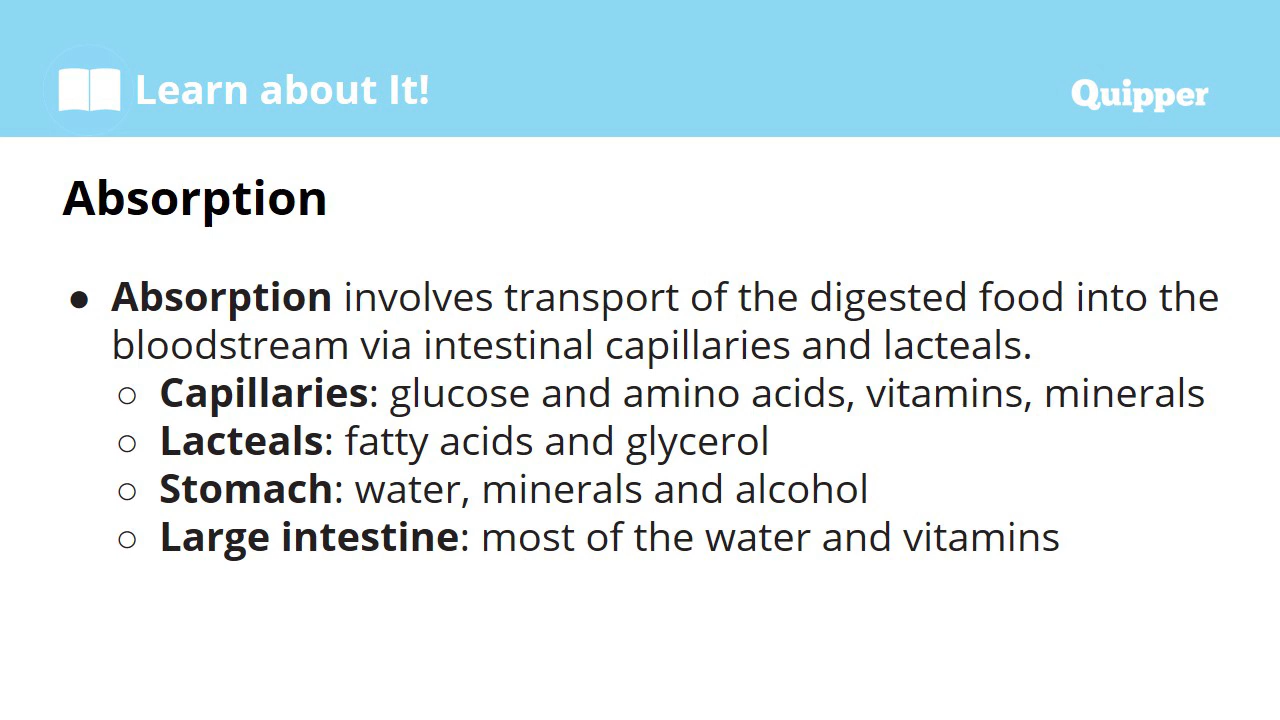 Learn about It!
Quipper
Absorption
● Absorption involves transport of the digested food into the
bloodstream via intestinal capillaries and lacteals.
○ Capillaries: glucose and amino acids, vitamins, minerals
○ Lacteals: fatty acids and glycerol
○ Stomach: water, minerals and alcohol
○ Large intestine: most of the water and vitamins